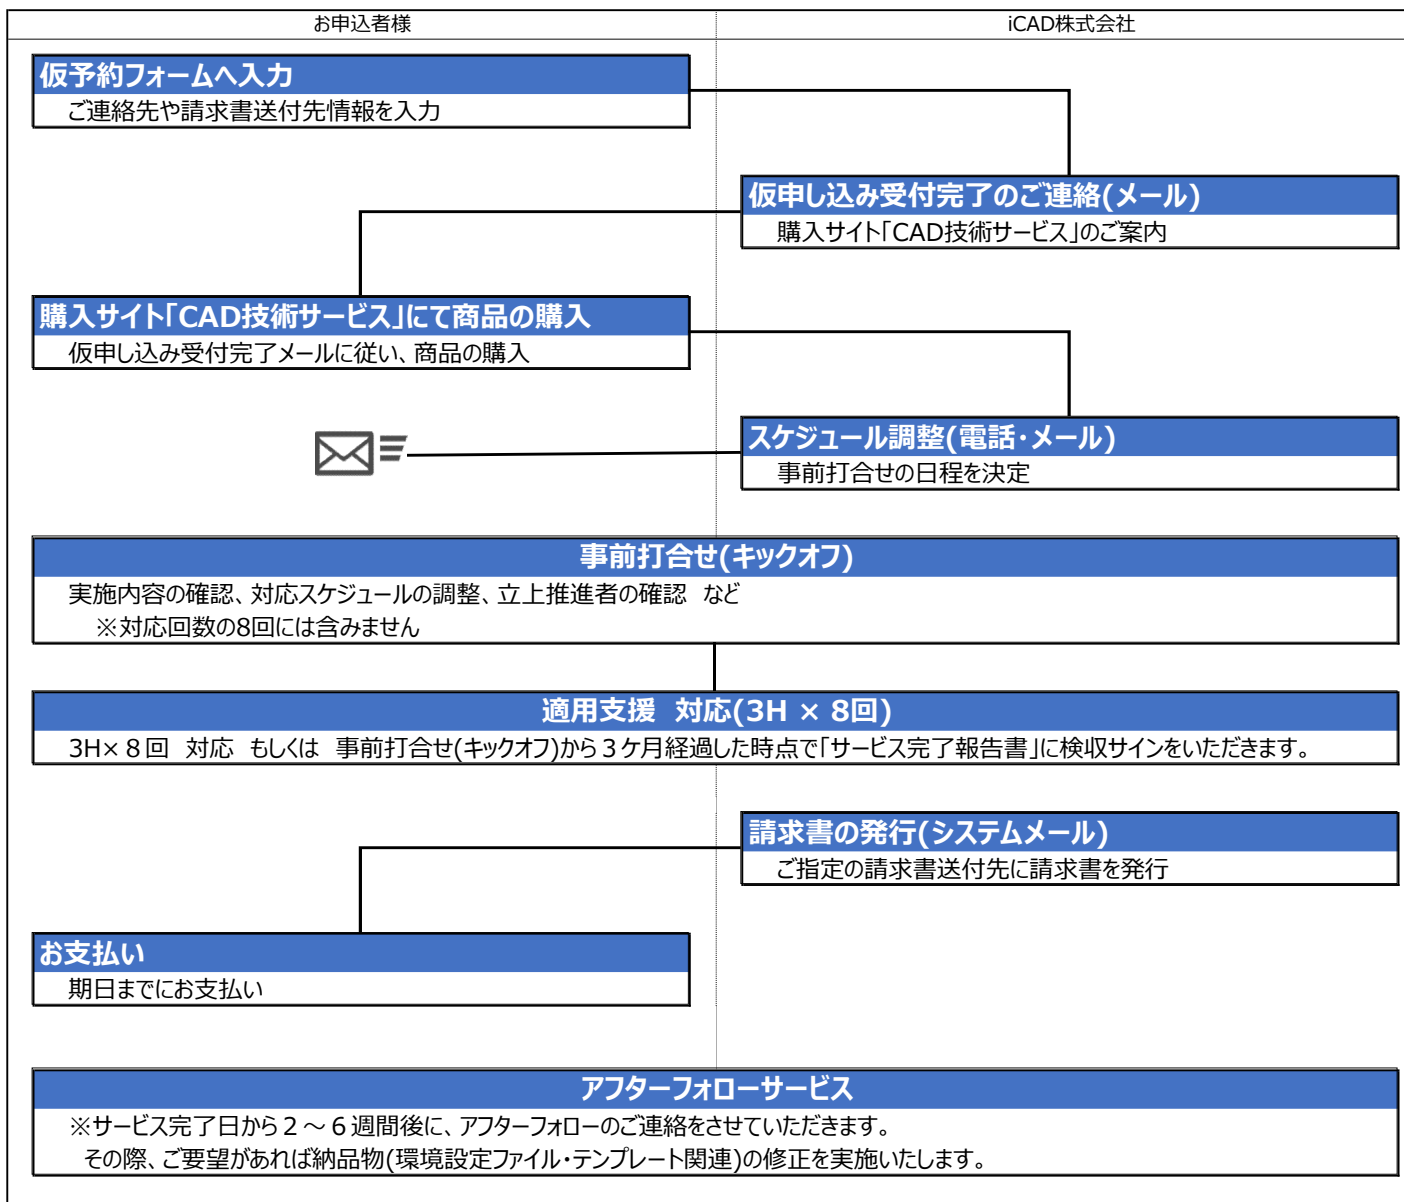 お申込者様
iCAD株式会社
仮予約フォームへ入力
ご連絡先や請求書送付先情報を入力
仮申し込み受付完了のご連絡(メール)
購入サイト「CAD技術サービス」のご案内
購入サイト「CAD技術サービス」にて商品の購入
仮申し込み受付完了メールに従い、商品の購入
スケジュール調整(電話・メール)
事前打合せの日程を決定
事前打合せ(キックオフ)
実施内容の確認、対応スケジュールの調整、立上推進者の確認　など
※対応回数の8回には含みません
適用支援　対応(3H × 8回)
3H×８回　対応　もしくは　事前打合せ(キックオフ)から３ケ月経過した時点で「サービス完了報告書」に検収サインをいただきます。
請求書の発行(システムメール)
ご指定の請求書送付先に請求書を発行
お支払い
期日までにお支払い
アフターフォローサービス
※サービス完了日から２～６週間後に、アフターフォローのご連絡をさせていただきます。
その際、ご要望があれば納品物(環境設定ファイル・テンプレート関連)の修正を実施いたします。